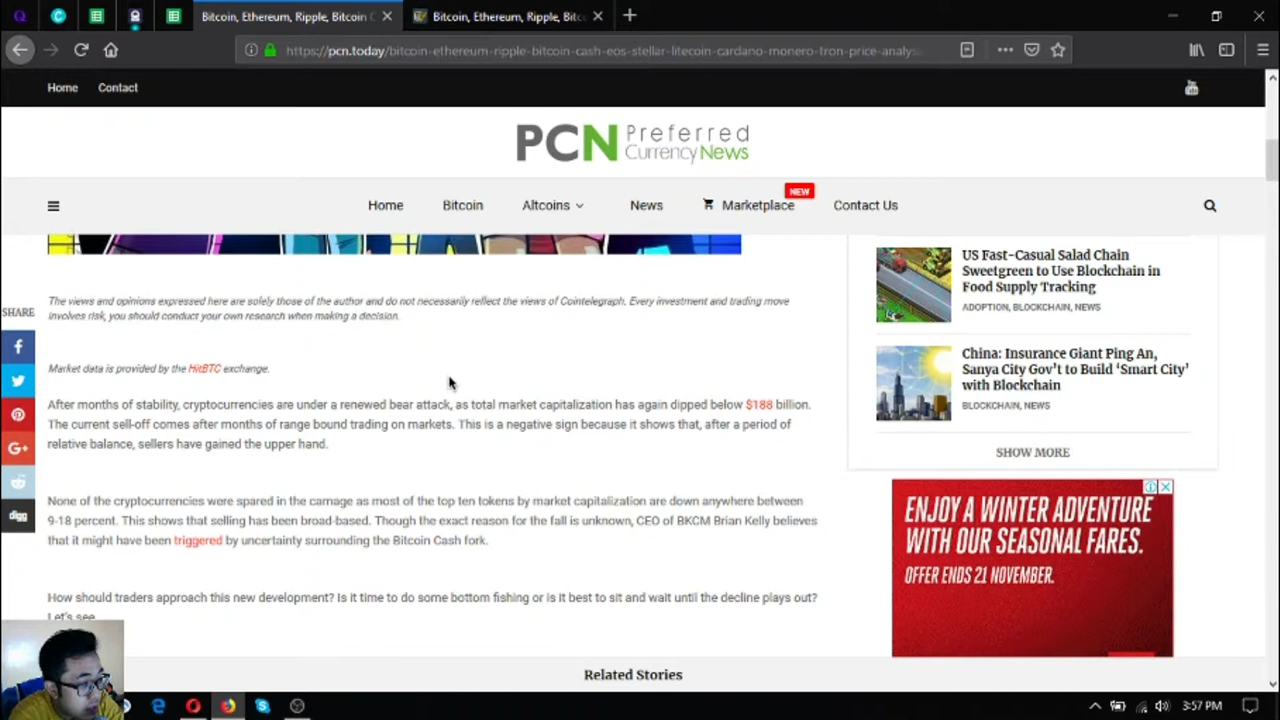 Bitcoin, Ethereum, Ripple, Bitcoin C
Bitcoin, Ethereum, Ripple, Bitc
https://pcn.today/bitcoin-ethereum-ripple-bitcoin-cash-eos-stellar-litecoin-cardano-monero-tron-price-analys
Home Contact
PCN Preferred
Currency News
NEW
Home Bitcoin Altcoins News Marketplace Contact Us
The views and opinions expressed here are solely those of the author and do not necessarily reflect the views of Cointelegraph. Every investment and trading move
involves risk, you should conduct your own research when making a decision.
SHARE
Market data is provided by the HitBTC exchange.
After months of stability, cryptocurrencies are under a renewed bear attack, as total market capitalization has again dipped below $188 billion.
The current sell-off comes after months of range bound trading on markets. This is a negative sign because it shows that, after a period of
relative balance, sellers have gained the upper hand.
None of the cryptocurrencies were spared in the carnage as most of the top ten tokens by market capitalization are down anywhere between
9-18 percent. This shows that selling has been broad-based. Though the exact reason for the fall is unknown, CEO of BKCM Brian Kelly believes
that it might have been triggered by uncertainty surrounding the Bitcoin Cash fork.
How should traders approach this new development? Is it time to do some bottom fishing or is it best to sit and wait until the decline plays out?
Let's see
digg
US Fast-Casual Salad Chain
Sweetgreen to Use Blockchain in
Food Supply Tracking
ADOPTION, BLOCKCHAIN, NEWS
China: Insurance Giant Ping An,
Sanya City Gov't to Build 'Smart City'
with Blockchain
BLOCKCHAIN, NEWS
SHOW MORE
ENJOY A WINTER ADVENTURE
WITH OUR SEASONAL FARES.
OFFER ENDS 21 NOVEMBER.
Related Stories
3:57 PM